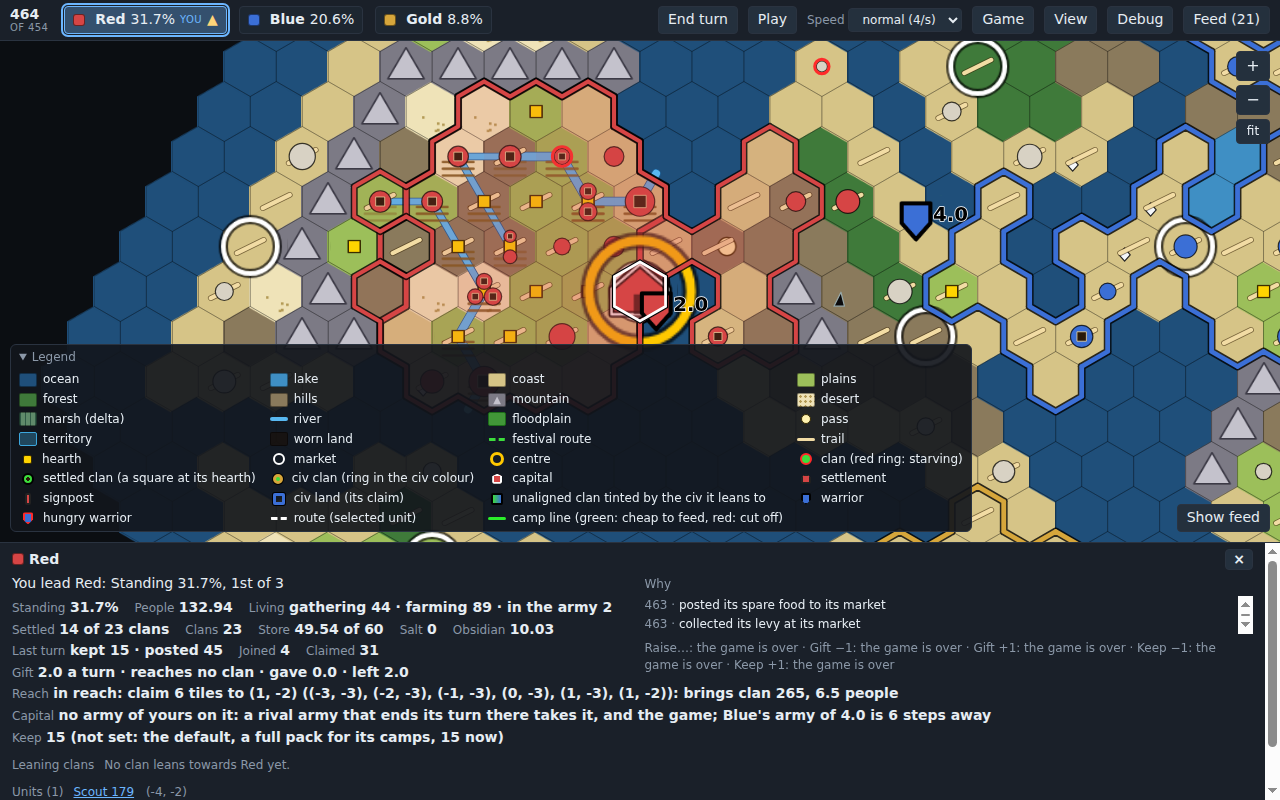 464
OF 454
Red 31.7% YOU ▲
Blue 20.6%
Gold 8.8%
End turn
Play
Speed normal (4/s)
Game
View
Debug
Feed (21)
+
−
fit
4.0
2.0
▼ Legend
ocean
lake
coast
plains
forest
hills
mountain
desert
marsh (delta)
river
floodplain
pass
territory
worn land
festival route
trail
hearth
market
centre
clan (red ring: starving)
settled clan (a square at its hearth)
civ clan (ring in the civ colour)
capital
settlement
signpost
civ land (its claim)
unaligned clan tinted by the civ it leans to
warrior
hungry warrior
route (selected unit)
camp line (green: cheap to feed, red: cut off)
Show feed
Red
×
You lead Red: Standing 31.7%, 1st of 3
Standing 31.7% People 132.94 Living gathering 44 · farming 89 · in the army 2
Settled 14 of 23 clans Clans 23 Store 49.54 of 60 Salt 0 Obsidian 10.03
Last turn kept 15 · posted 45 Joined 4 Claimed 31
Gift 2.0 a turn · reaches no clan · gave 0.0 · left 2.0
Reach in reach: claim 6 tiles to (1, -2) ((-3, -3), (-2, -3), (-1, -3), (0, -3), (1, -3), (1, -2)): brings clan 265, 6.5 people
Capital no army of yours on it: a rival army that ends its turn there takes it, and the game; Blue's army of 4.0 is 6 steps away
Keep 15 (not set: the default, a full pack for its camps, 15 now)
Leaning clans No clan leans towards Red yet.
Units (1) Scout 179 (-4, -2)
Why
463 · posted its spare food to its market
463 · collected its levy at its market
Raise…: the game is over · Gift −1: the game is over · Gift +1: the game is over · Keep −1: the
game is over · Keep +1: the game is over